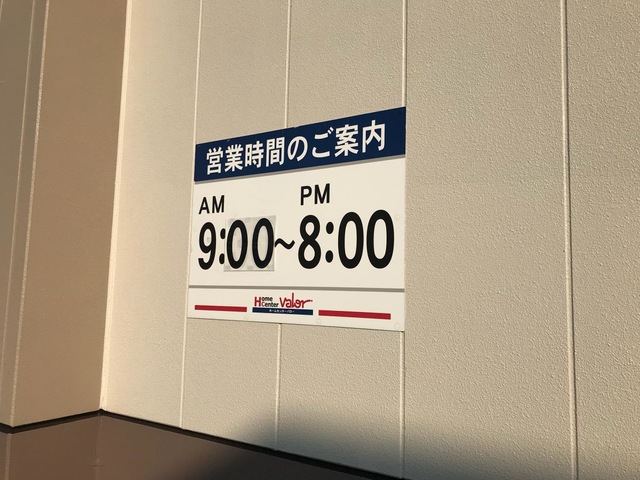 営業時間のご案内
AM PM
9:00~8:00
Home Center Valor
ホームセンターバロー